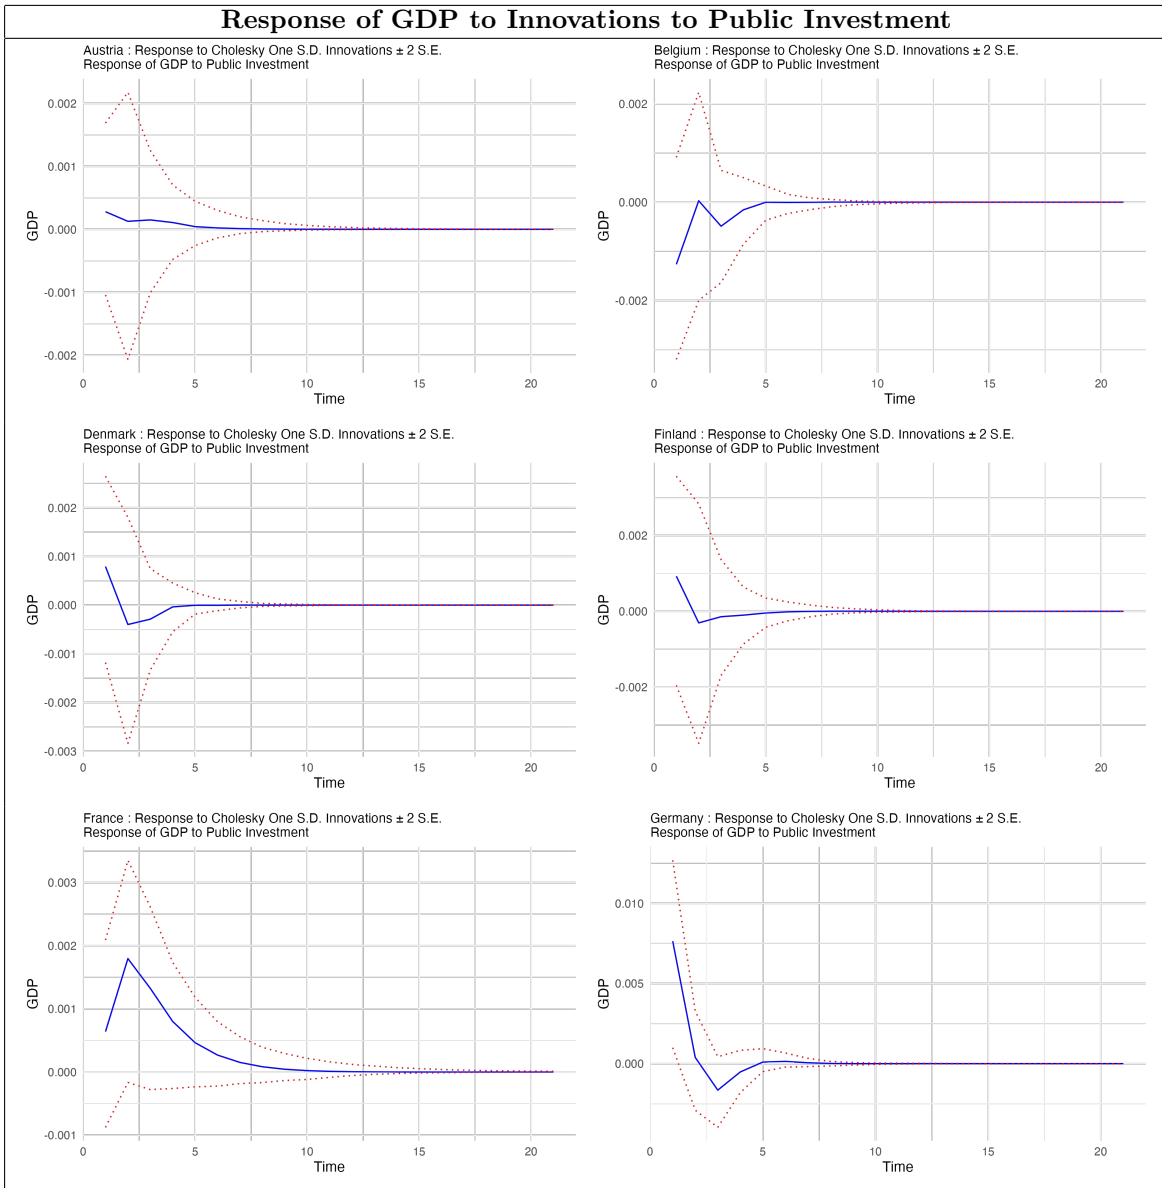 Response of GDP to Innovations to Public Investment
Austria : Response to Cholesky One S.D. Innovations ± 2 S.E.
Response of GDP to Public Investment
0.002
0.001
0.000
-0.001
-0.002
GDP
0 5 10 15 20
Time
Belgium : Response to Cholesky One S.D. Innovations ± 2 S.E.
Response of GDP to Public Investment
0.002
0.000
-0.002
GDP
0 5 10 15 20
Time
Denmark : Response to Cholesky One S.D. Innovations ± 2 S.E.
Response of GDP to Public Investment
0.002
0.001
0.000
-0.001
-0.002
-0.003
GDP
0 5 10 15 20
Time
Finland : Response to Cholesky One S.D. Innovations ± 2 S.E.
Response of GDP to Public Investment
0.002
0.000
-0.002
GDP
0 5 10 15 20
Time
France : Response to Cholesky One S.D. Innovations ± 2 S.E.
Response of GDP to Public Investment
0.003
0.002
0.001
0.000
-0.001
GDP
0 5 10 15 20
Time
Germany : Response to Cholesky One S.D. Innovations ± 2 S.E.
Response of GDP to Public Investment
0.010
0.005
0.000
GDP
0 5 10 15 20
Time